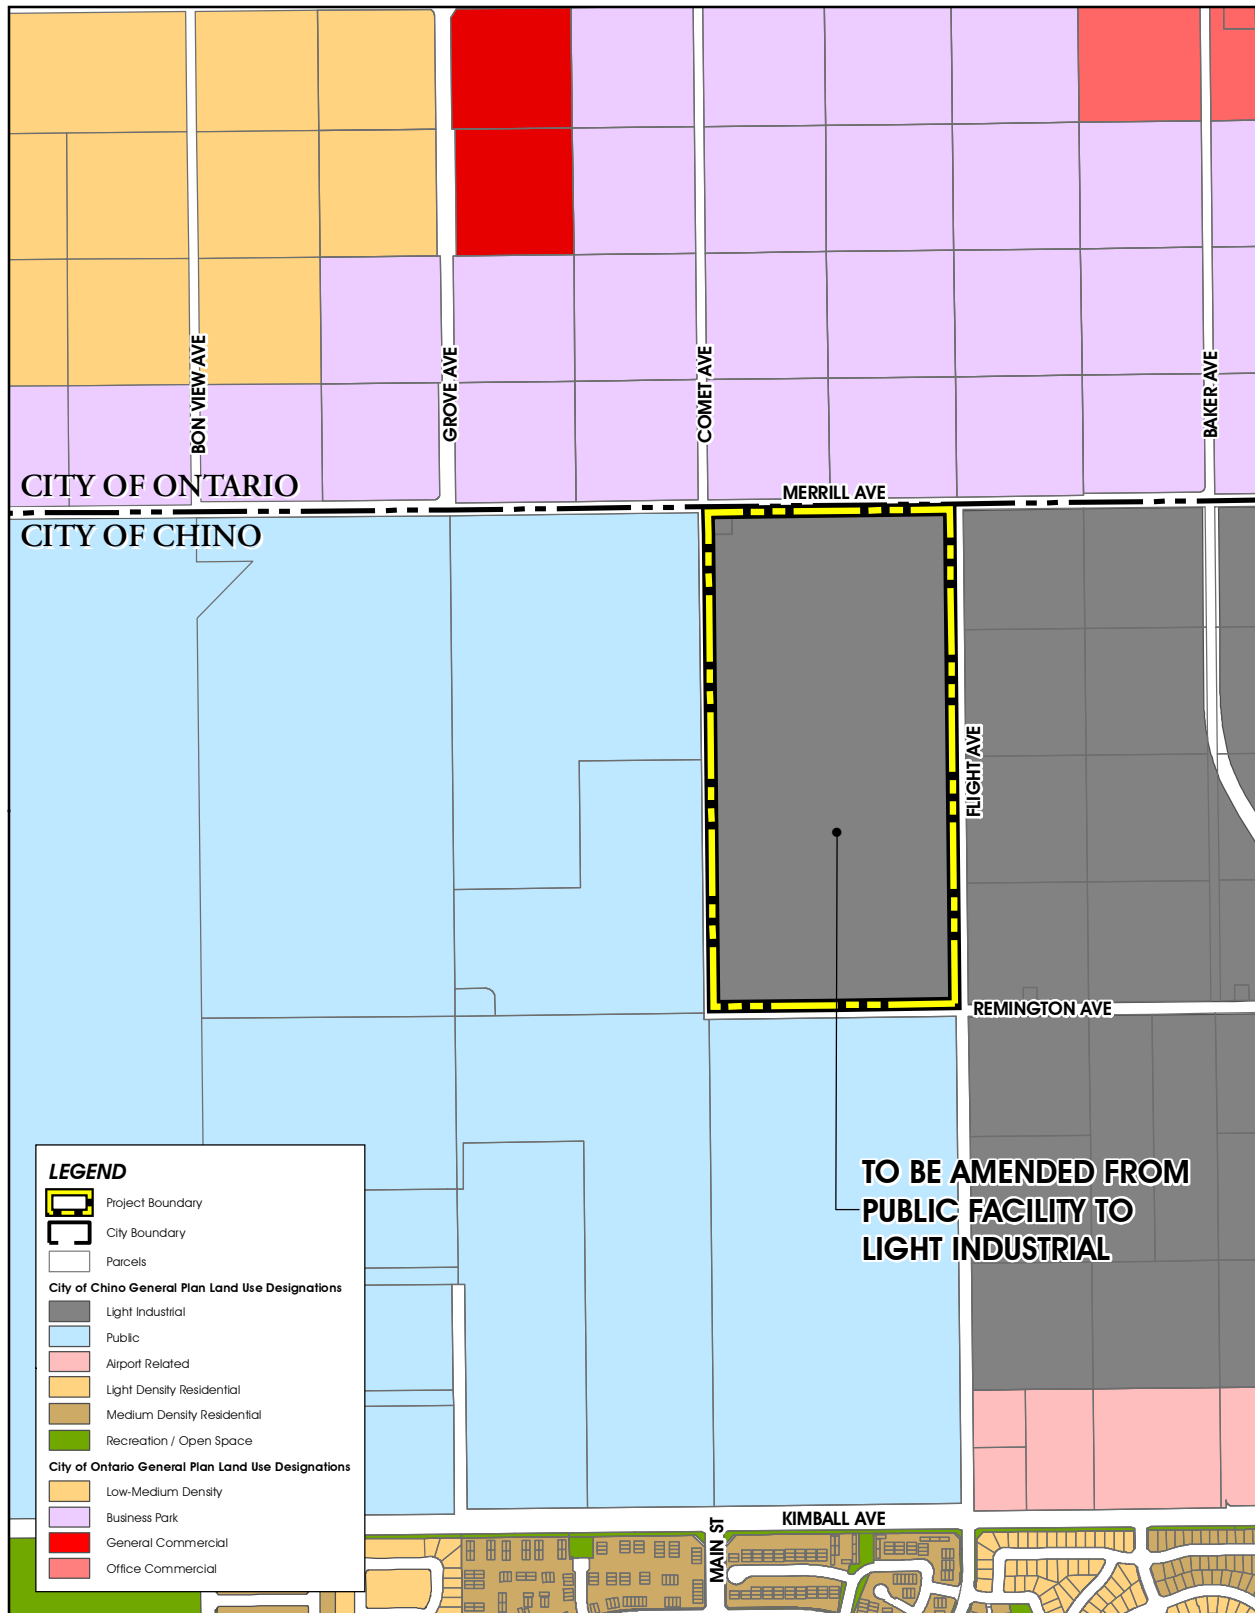 BON VIEW AVE
GROVE AVE
COMET AVE
BAKER AVE
CITY OF ONTARIO
MERRILL AVE
CITY OF CHINO
FLIGHT AVE
REMINGTON AVE
TO BE AMENDED FROM
PUBLIC FACILITY TO
LIGHT INDUSTRIAL
LEGEND
Project Boundary
City Boundary
Parcels
City of Chino General Plan Land Use Designations
Light Industrial
Public
Airport Related
Light Density Residential
Medium Density Residential
Recreation / Open Space
City of Ontario General Plan Land Use Designations
Low-Medium Density
Business Park
General Commercial
Office Commercial
KIMBALL AVE
MAIN ST